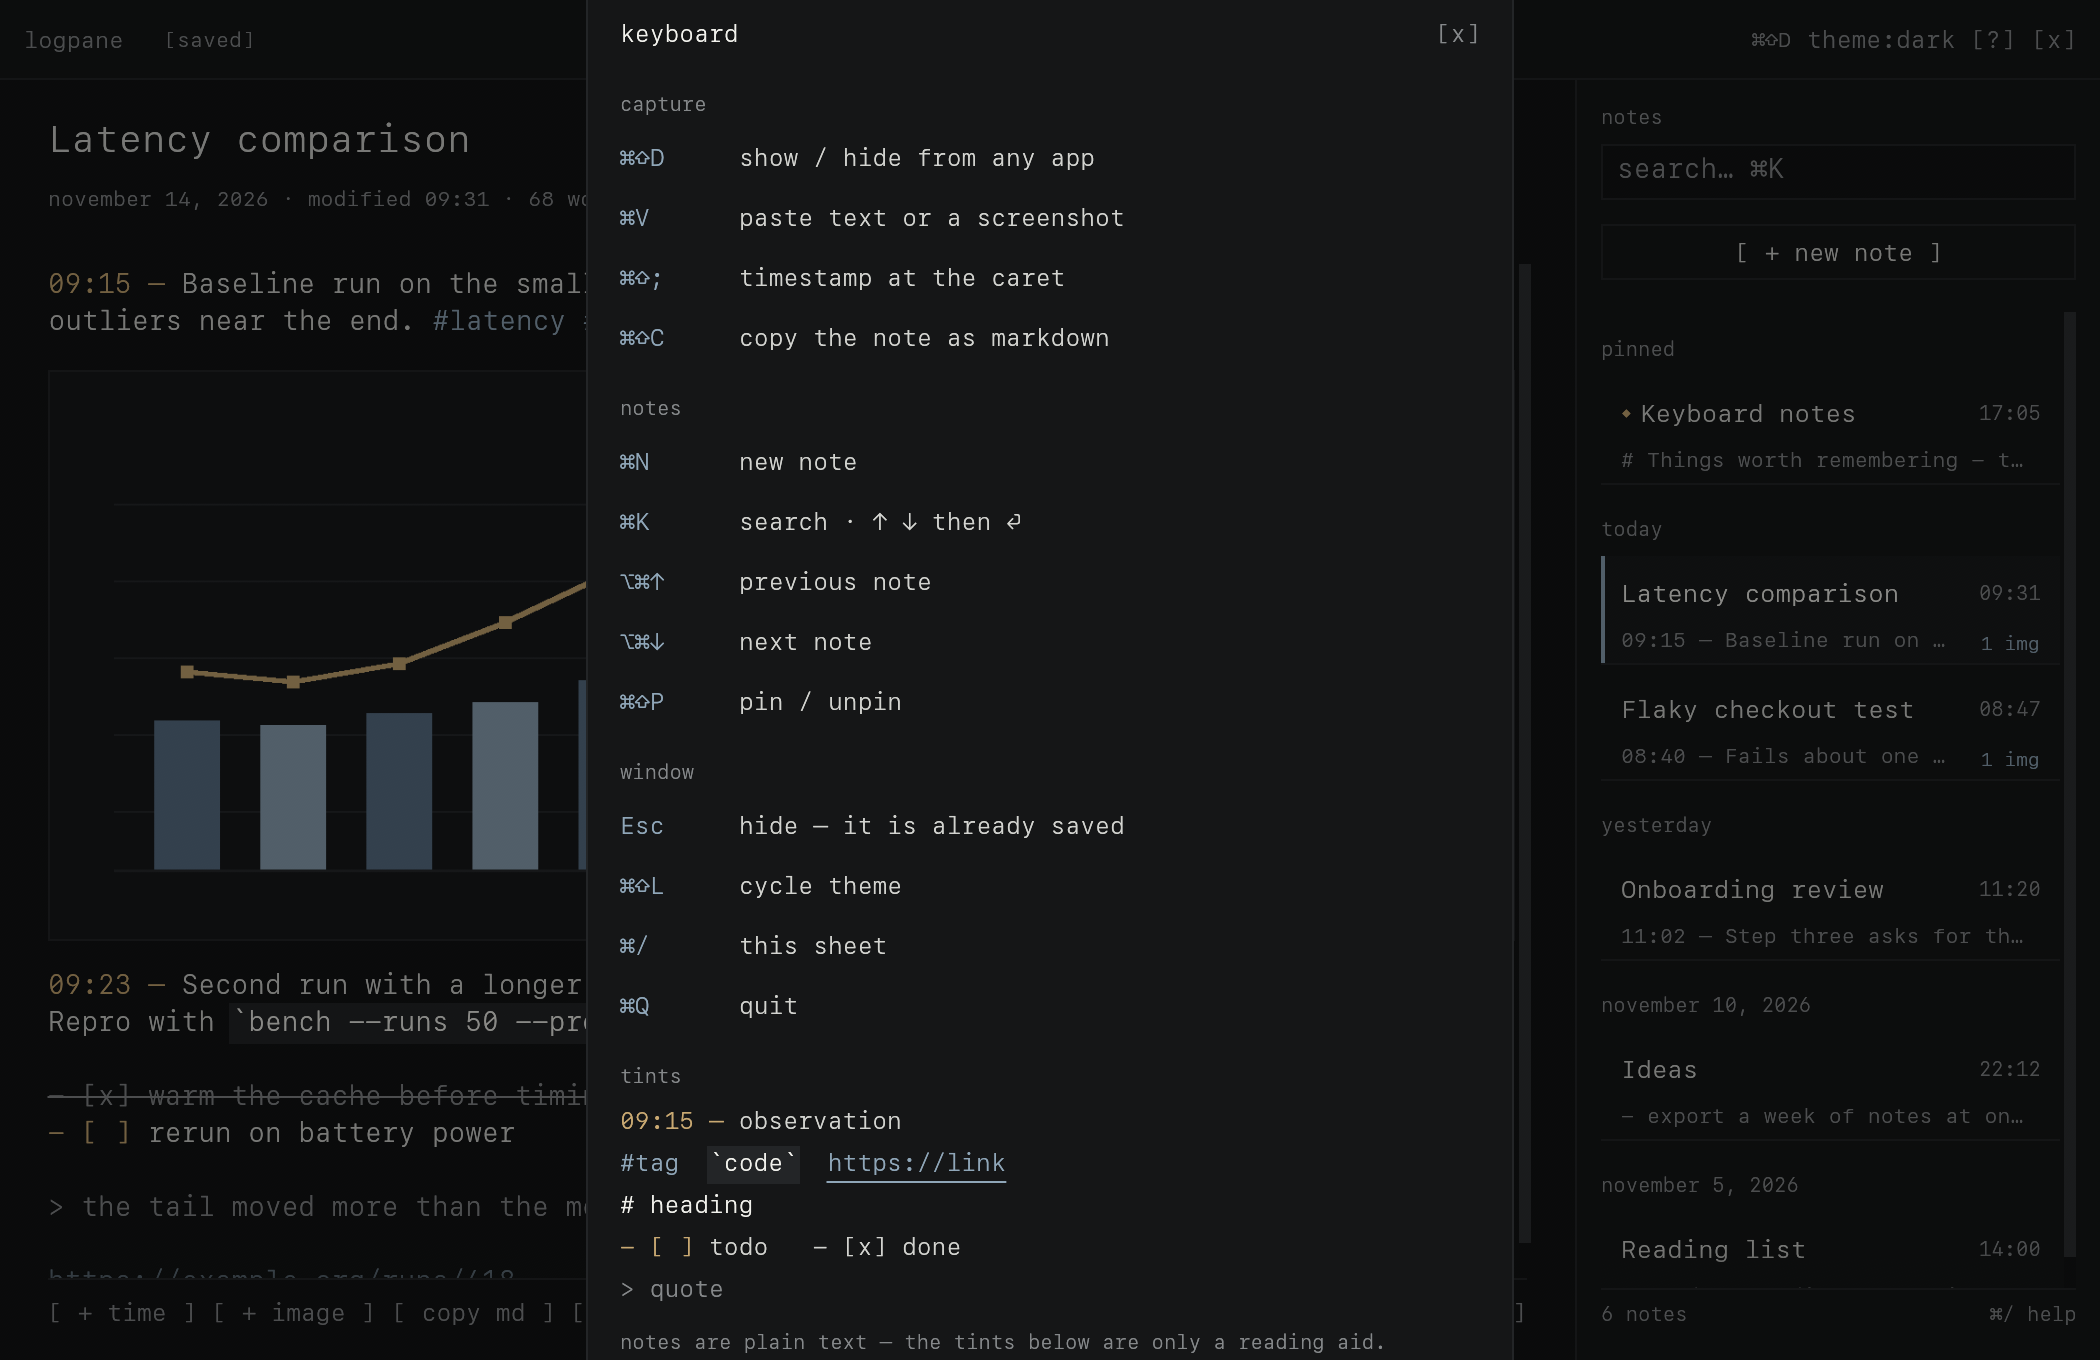 logpane [saved]
⌘⇧D theme:dark [?] [x]
Latency comparison
november 14, 2026 · modified 09:31 · 68
09:15 — Baseline run on the
outliers near the end. #latency
09:23 — Second run with a longer
Repro with `bench --runs 50
- [x] warm the cache before
- [ ] rerun on battery power
> the tail moved more than the
https://example.org/runs/418
[ + time ] [ + image ] [ copy md ] [
]
keyboard [x]
capture
⌘⇧D show / hide from any app
⌘V paste text or a screenshot
⌘⇧; timestamp at the caret
⌘⇧C copy the note as markdown
notes
⌘N new note
⌘K search · ↑ ↓ then ⏎
⌥⌘↑ previous note
⌥⌘↓ next note
⌘⇧P pin / unpin
window
Esc hide — it is already saved
⌘⇧L cycle theme
⌘/ this sheet
⌘Q quit
tints
09:15 — observation
#tag `code` https://link
# heading
- [ ] todo - [x] done
> quote
notes are plain text — the tints below are only a reading aid.
notes
search… ⌘K
[ + new note ]
pinned
◆ Keyboard notes 17:05
# Things worth remembering — t…
today
Latency comparison 09:31
09:15 — Baseline run on … 1 img
Flaky checkout test 08:47
08:40 — Fails about one … 1 img
yesterday
Onboarding review 11:20
11:02 — Step three asks for th…
november 10, 2026
Ideas 22:12
- export a week of notes at on…
november 5, 2026
Reading list 14:00
6 notes ⌘/ help